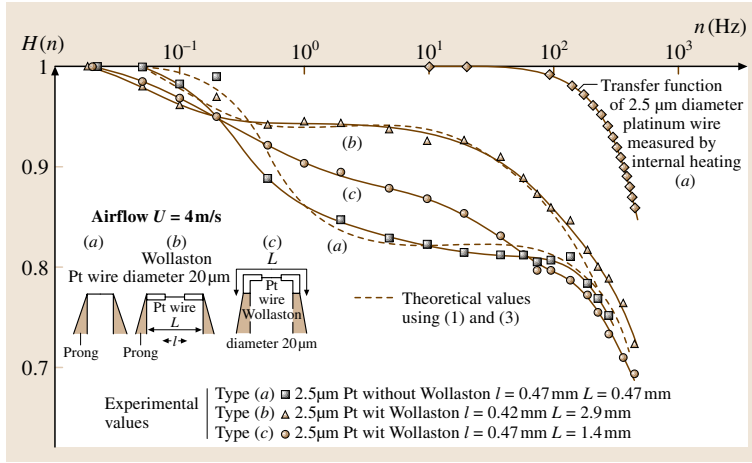 H(n)
n (Hz)
10⁻¹ 10⁰ 10¹ 10² 10³
1
0.9
0.8
0.7
Transfer function
of 2.5 μm diameter
platinum wire
measured by
internal heating
(a)
(b)
(c)
(a)
Airflow U = 4 m/s
(a) (b) (c)
Wollaston
Pt wire diameter 20 μm
L
Pt
wire
Wollaston
diameter 20 μm
Pt wire
L
l
Prong Prong
Theoretical values
using (1) and (3)
Experimental
values
Type (a) 2.5μm Pt without Wollaston l = 0.47 mm L = 0.47 mm
Type (b) 2.5μm Pt wit Wollaston l = 0.42 mm L = 2.9 mm
Type (c) 2.5μm Pt wit Wollaston l = 0.47 mm L = 1.4 mm